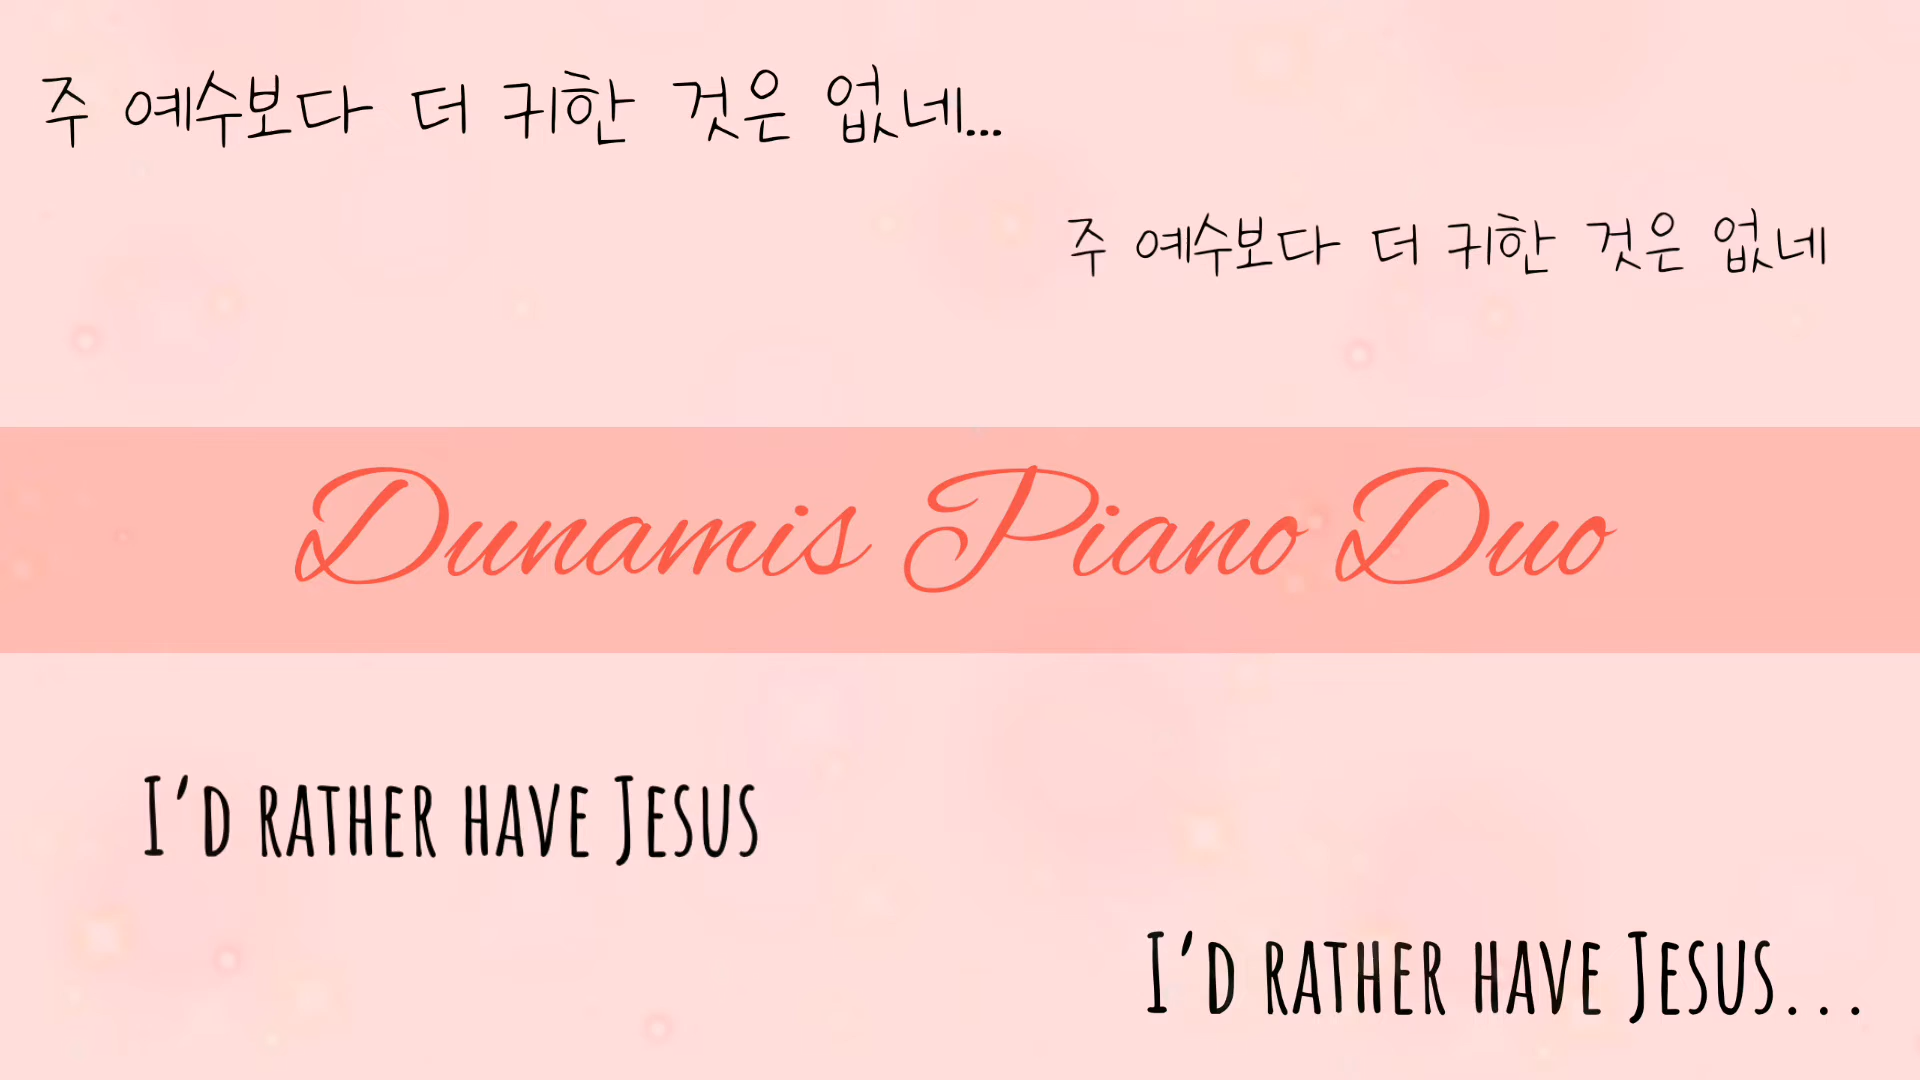 주 예수보다 더 귀한 것은 없네...
주 예수보다 더 귀한 것은 없네
Dunamis Piano Duo
I'd rather have Jesus
I'd rather have Jesus...